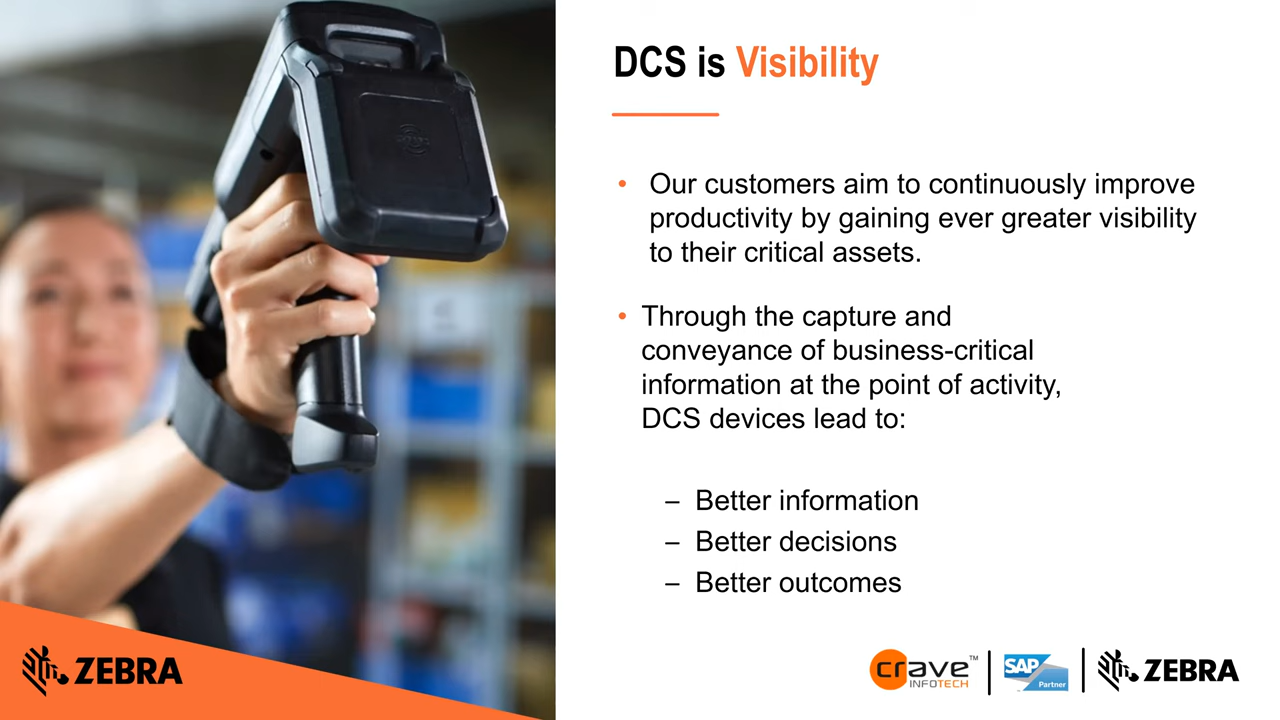 DCS is Visibility
• Our customers aim to continuously improve
productivity by gaining ever greater visibility
to their critical assets.
• Through the capture and
conveyance of business-critical
information at the point of activity,
DCS devices lead to:
– Better information
– Better decisions
– Better outcomes
ZEBRA
crave™
INFOTECH
SAP
Partner
ZEBRA